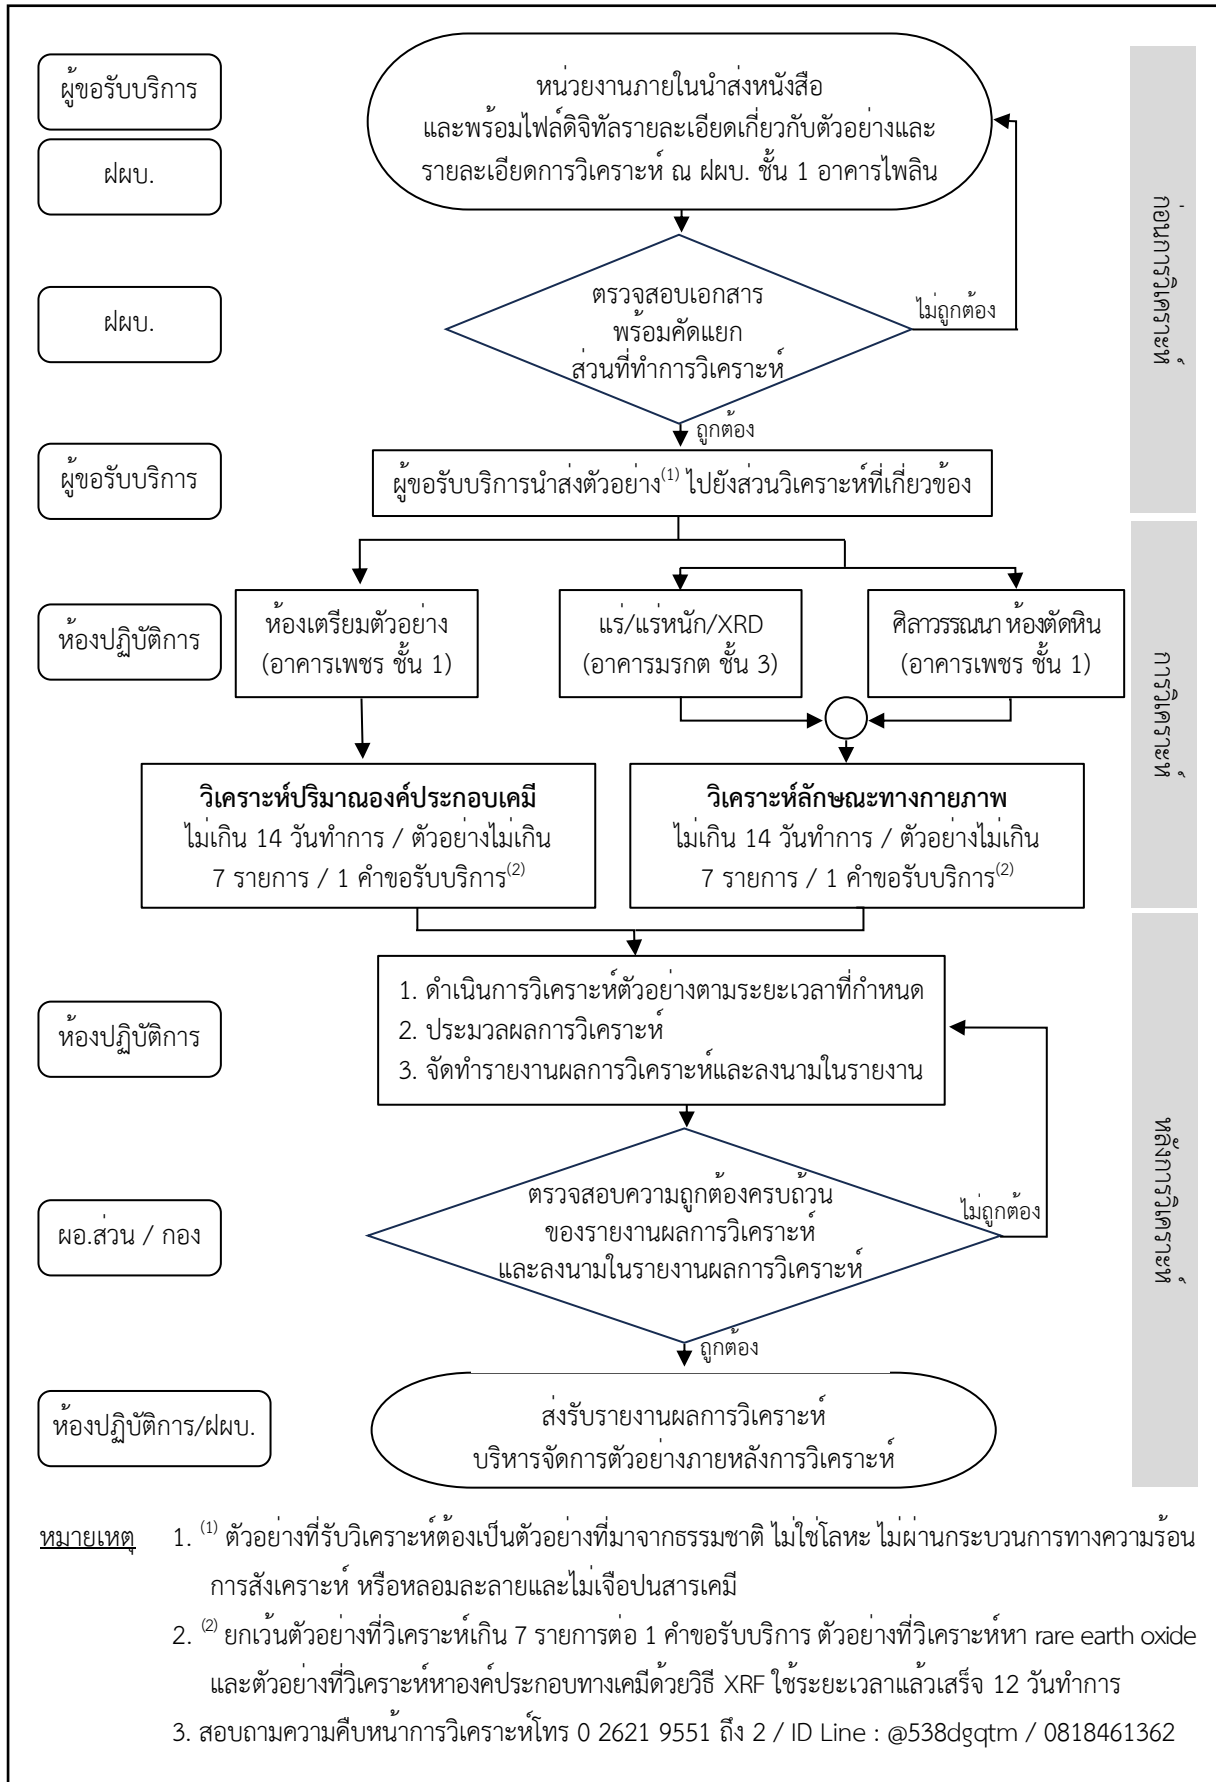 ผู้ขอรับบริการ
ฝผบ.
หน่วยงานภายในนำส่งหนังสือ
และพร้อมไฟล์ดิจิทัลรายละเอียดเกี่ยวกับตัวอย่างและ
รายละเอียดการวิเคราะห์ ณ ฝผบ. ชั้น 1 อาคารไพลิน
ก่อนการวิเคราะห์
ฝผบ.
ตรวจสอบเอกสาร
พร้อมคัดแยก
ส่วนที่ทำการวิเคราะห์
ไม่ถูกต้อง
ถูกต้อง
ผู้ขอรับบริการ
ผู้ขอรับบริการนำส่งตัวอย่าง(1) ไปยังส่วนวิเคราะห์ที่เกี่ยวข้อง
ห้องปฏิบัติการ
ห้องเตรียมตัวอย่าง
(อาคารเพชร ชั้น 1)
แร่/แร่หนัก/XRD
(อาคารมรกต ชั้น 3)
ศิลาวรรณนา ห้องตัดหิน
(อาคารเพชร ชั้น 1)
การวิเคราะห์
วิเคราะห์ปริมาณองค์ประกอบเคมี
ไม่เกิน 14 วันทำการ / ตัวอย่างไม่เกิน
7 รายการ / 1 คำขอรับบริการ(2)
วิเคราะห์ลักษณะทางกายภาพ
ไม่เกิน 14 วันทำการ / ตัวอย่างไม่เกิน
7 รายการ / 1 คำขอรับบริการ(2)
ห้องปฏิบัติการ
1. ดำเนินการวิเคราะห์ตัวอย่างตามระยะเวลาที่กำหนด
2. ประมวลผลการวิเคราะห์
3. จัดทำรายงานผลการวิเคราะห์และลงนามในรายงาน
หลังการวิเคราะห์
ผอ.ส่วน / กอง
ตรวจสอบความถูกต้องครบถ้วน
ของรายงานผลการวิเคราะห์
และลงนามในรายงานผลการวิเคราะห์
ไม่ถูกต้อง
ถูกต้อง
ห้องปฏิบัติการ/ฝผบ.
ส่งรับรายงานผลการวิเคราะห์
บริหารจัดการตัวอย่างภายหลังการวิเคราะห์
หมายเหตุ 1. (1) ตัวอย่างที่รับวิเคราะห์ต้องเป็นตัวอย่างที่มาจากธรรมชาติ ไม่ใช่โลหะ ไม่ผ่านกระบวนการทางความร้อน
การสังเคราะห์ หรือหลอมละลายและไม่เจือปนสารเคมี
2. (2) ยกเว้นตัวอย่างที่วิเคราะห์เกิน 7 รายการต่อ 1 คำขอรับบริการ ตัวอย่างที่วิเคราะห์หา rare earth oxide
และตัวอย่างที่วิเคราะห์หาองค์ประกอบทางเคมีด้วยวิธี XRF ใช้ระยะเวลาแล้วเสร็จ 12 วันทำการ
3. สอบถามความคืบหน้าการวิเคราะห์โทร 0 2621 9551 ถึง 2 / ID Line : @538dgqtm / 0818461362